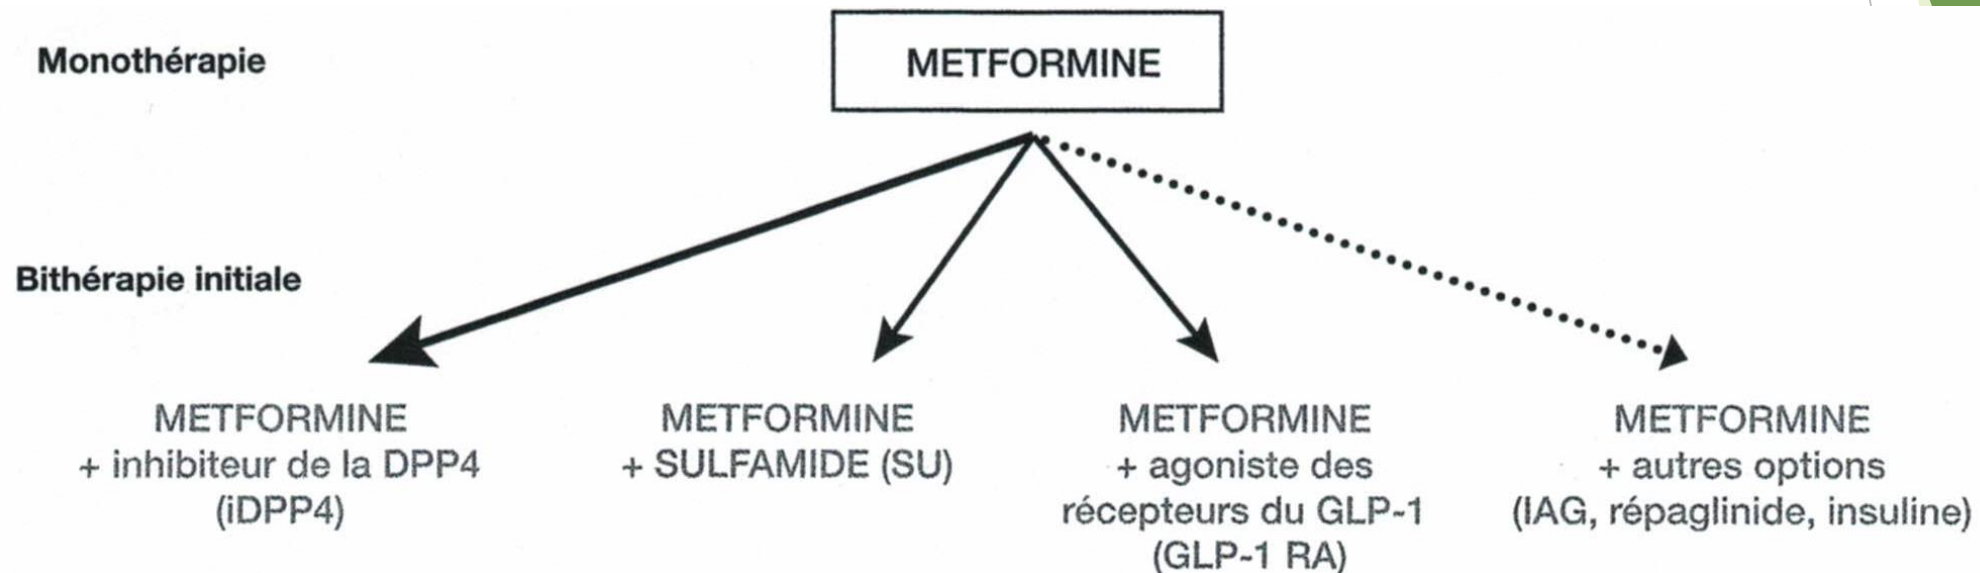 Monothérapie
METFORMINE
Bithérapie initiale
METFORMINE
+ inhibiteur de la DPP4
(iDPP4)
METFORMINE
+ SULFAMIDE (SU)
METFORMINE
+ agoniste des
récepteurs du GLP-1
(GLP-1 RA)
METFORMINE
+ autres options
(IAG, répaglinide, insuline)